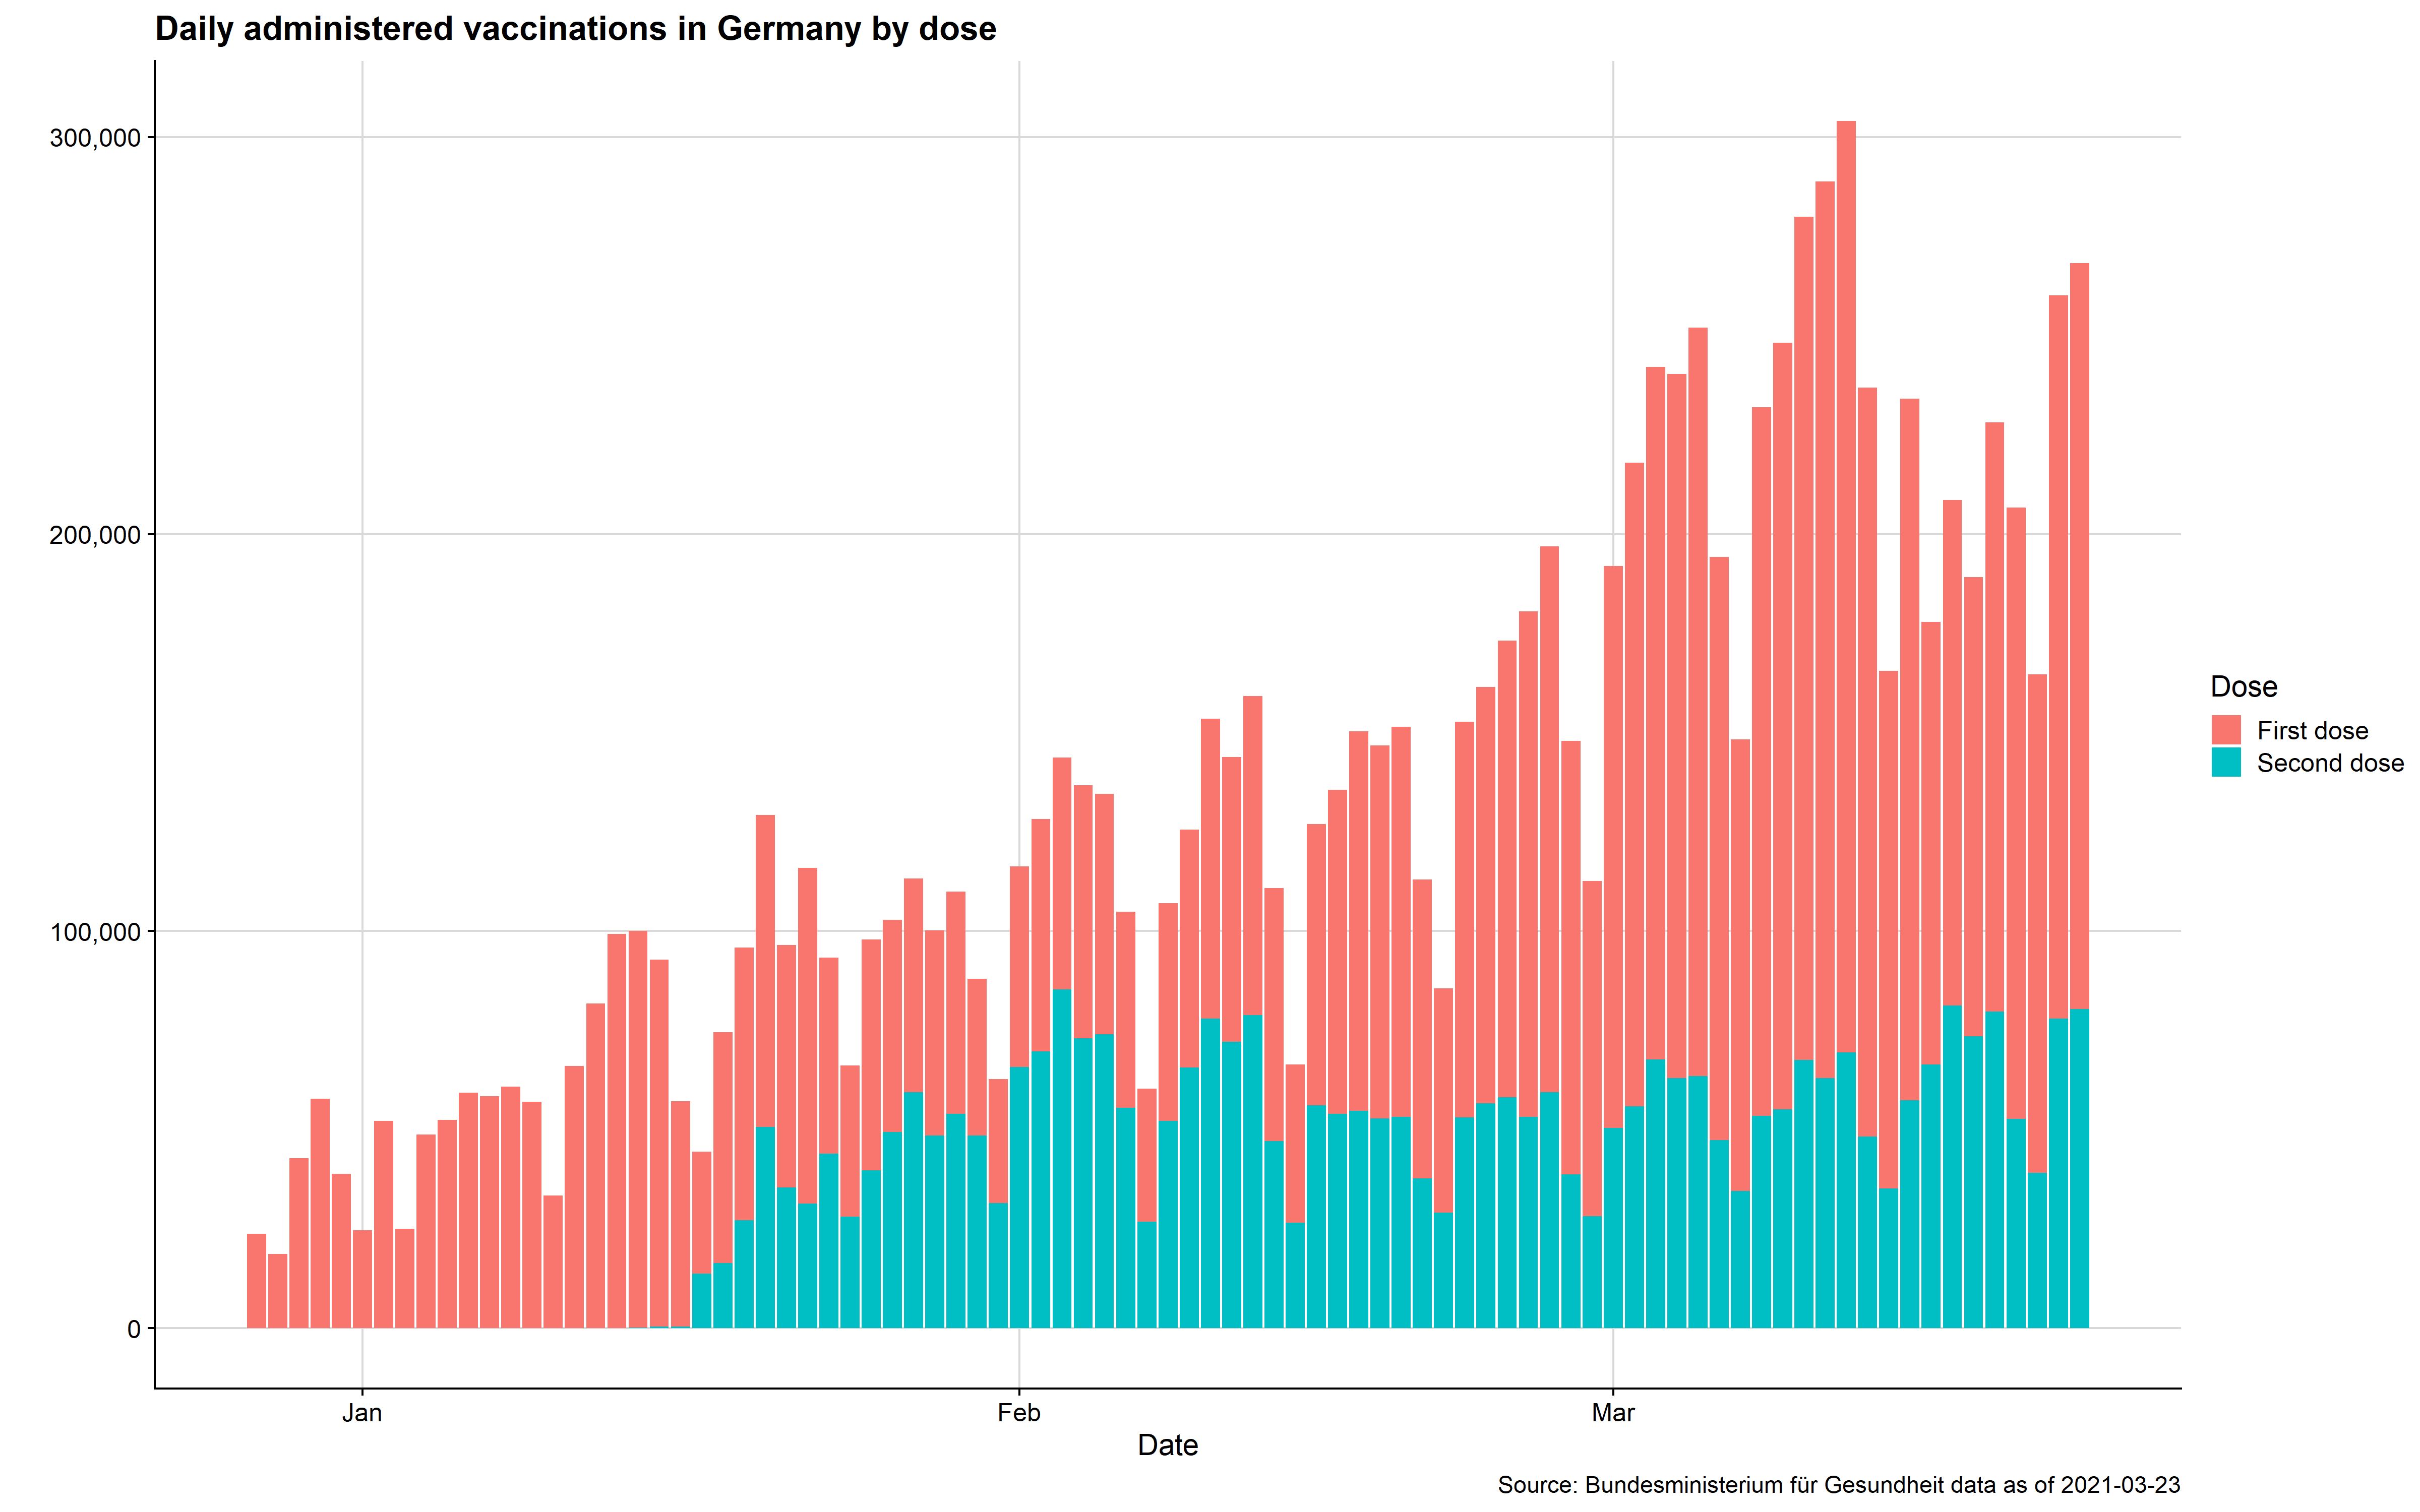 Daily administered vaccinations in Germany by dose
300,000
200,000
100,000
0
Jan
Feb
Mar
Date
Dose
First dose
Second dose
Source: Bundesministerium für Gesundheit data as of 2021-03-23